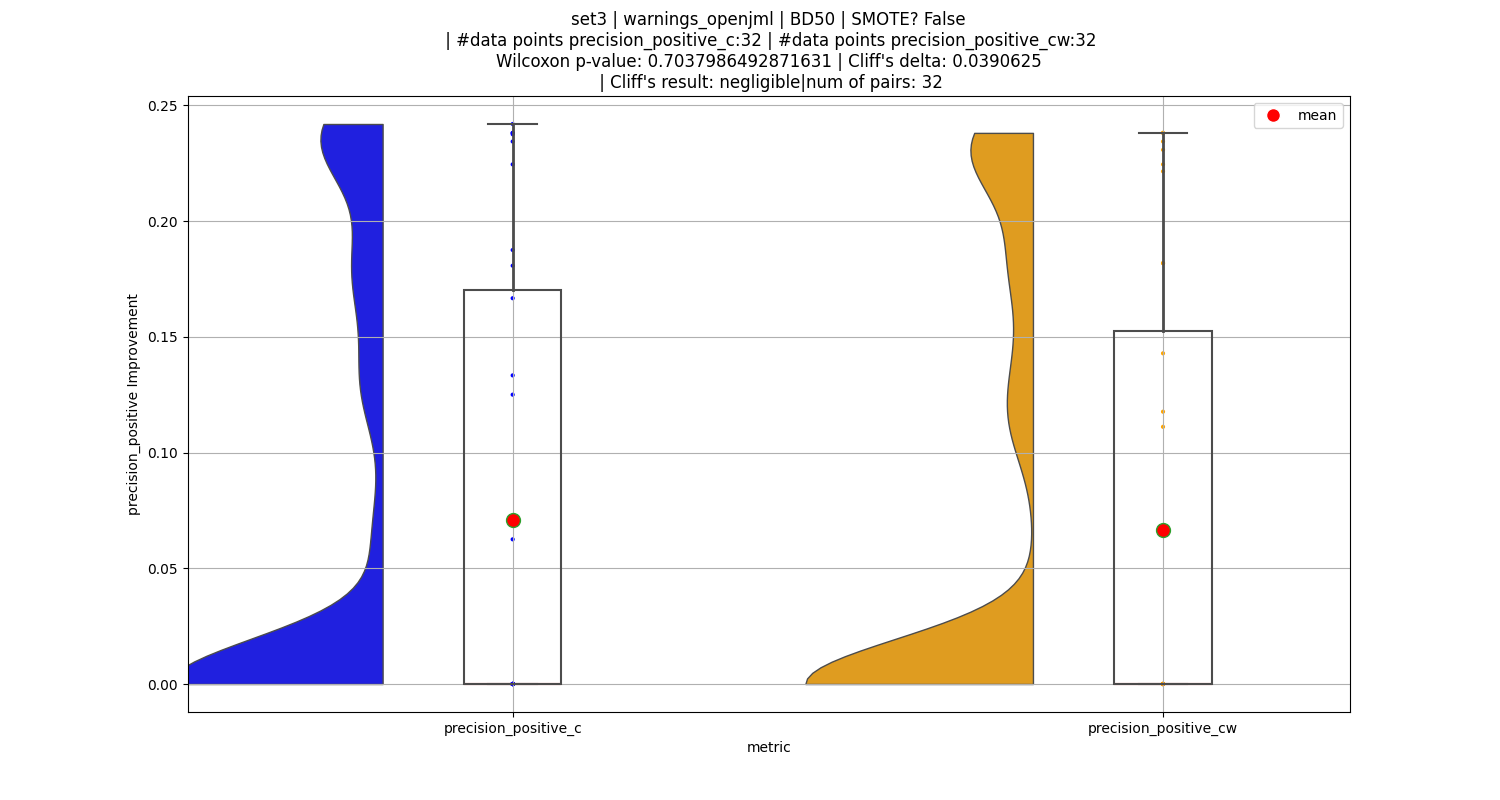 set3 | warnings_openjml | BD50 | SMOTE? False
| #data points precision_positive_c:32 | #data points precision_positive_cw:32
Wilcoxon p-value: 0.7037986492871631 | Cliff's delta: 0.0390625
| Cliff's result: negligible|num of pairs: 32
mean
precision_positive Improvement
0.25
0.20
0.15
0.10
0.05
0.00
precision_positive_c
precision_positive_cw
metric